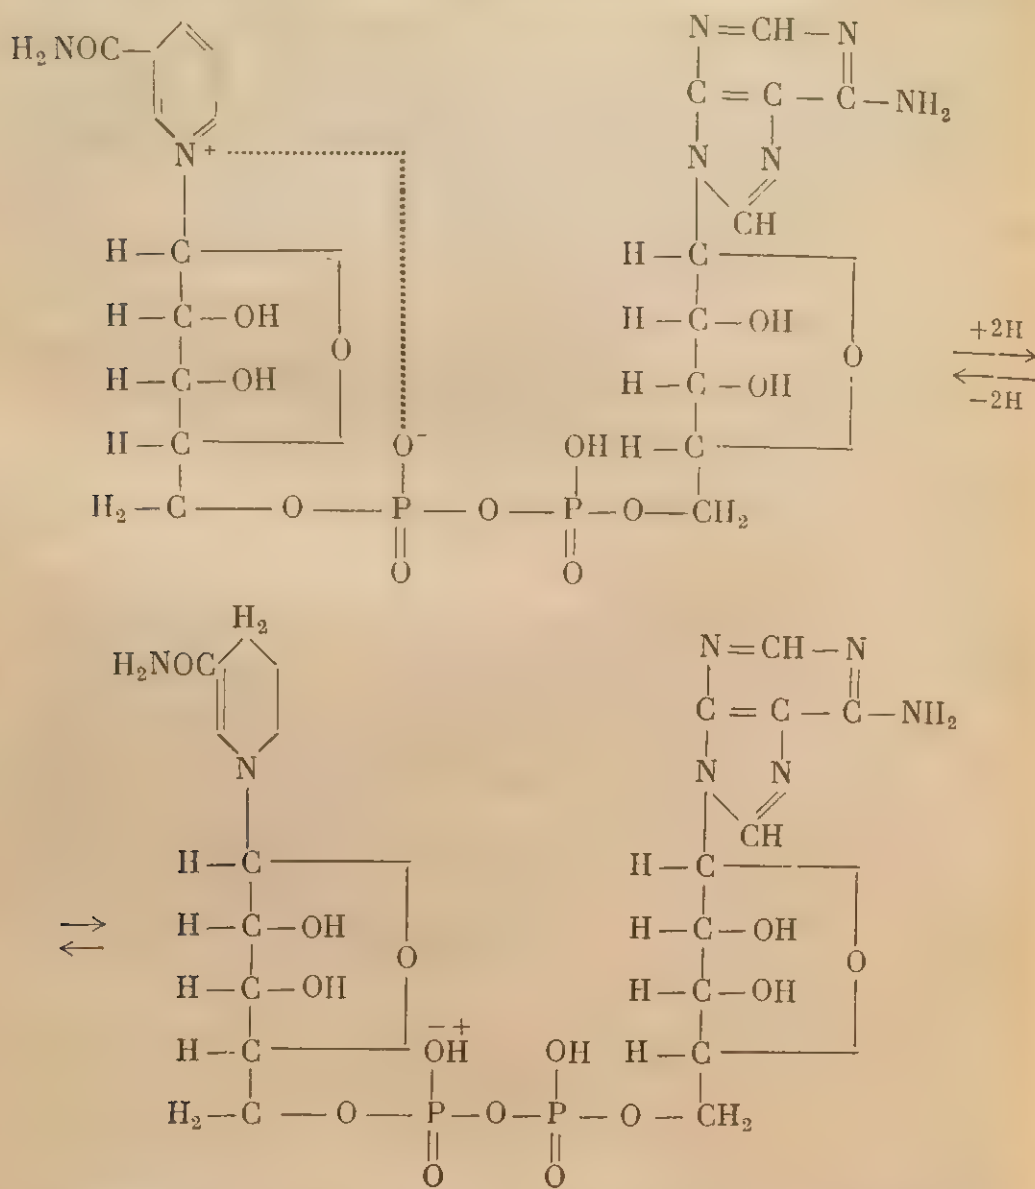 N=CH–N
H₂NOC–
C=C–C–NH₂
N⁺ N N
CH
H–C H–C
H–C–OH H–C–OH +2H
O O
H–C–OH H–C–OH −2H
H–C O⁻ OH H–C
H₂–C–O–P–O–P–O–CH₂
O O
H₂
H₂NOC N=CH–N
C=C–C–NH₂
N N N
CH
H–C H–C
H–C–OH H–C–OH
O O
H–C–OH H–C–OH
− +
H–C OH OH H–C
H₂–C–O–P–O–P–O–CH₂
O O